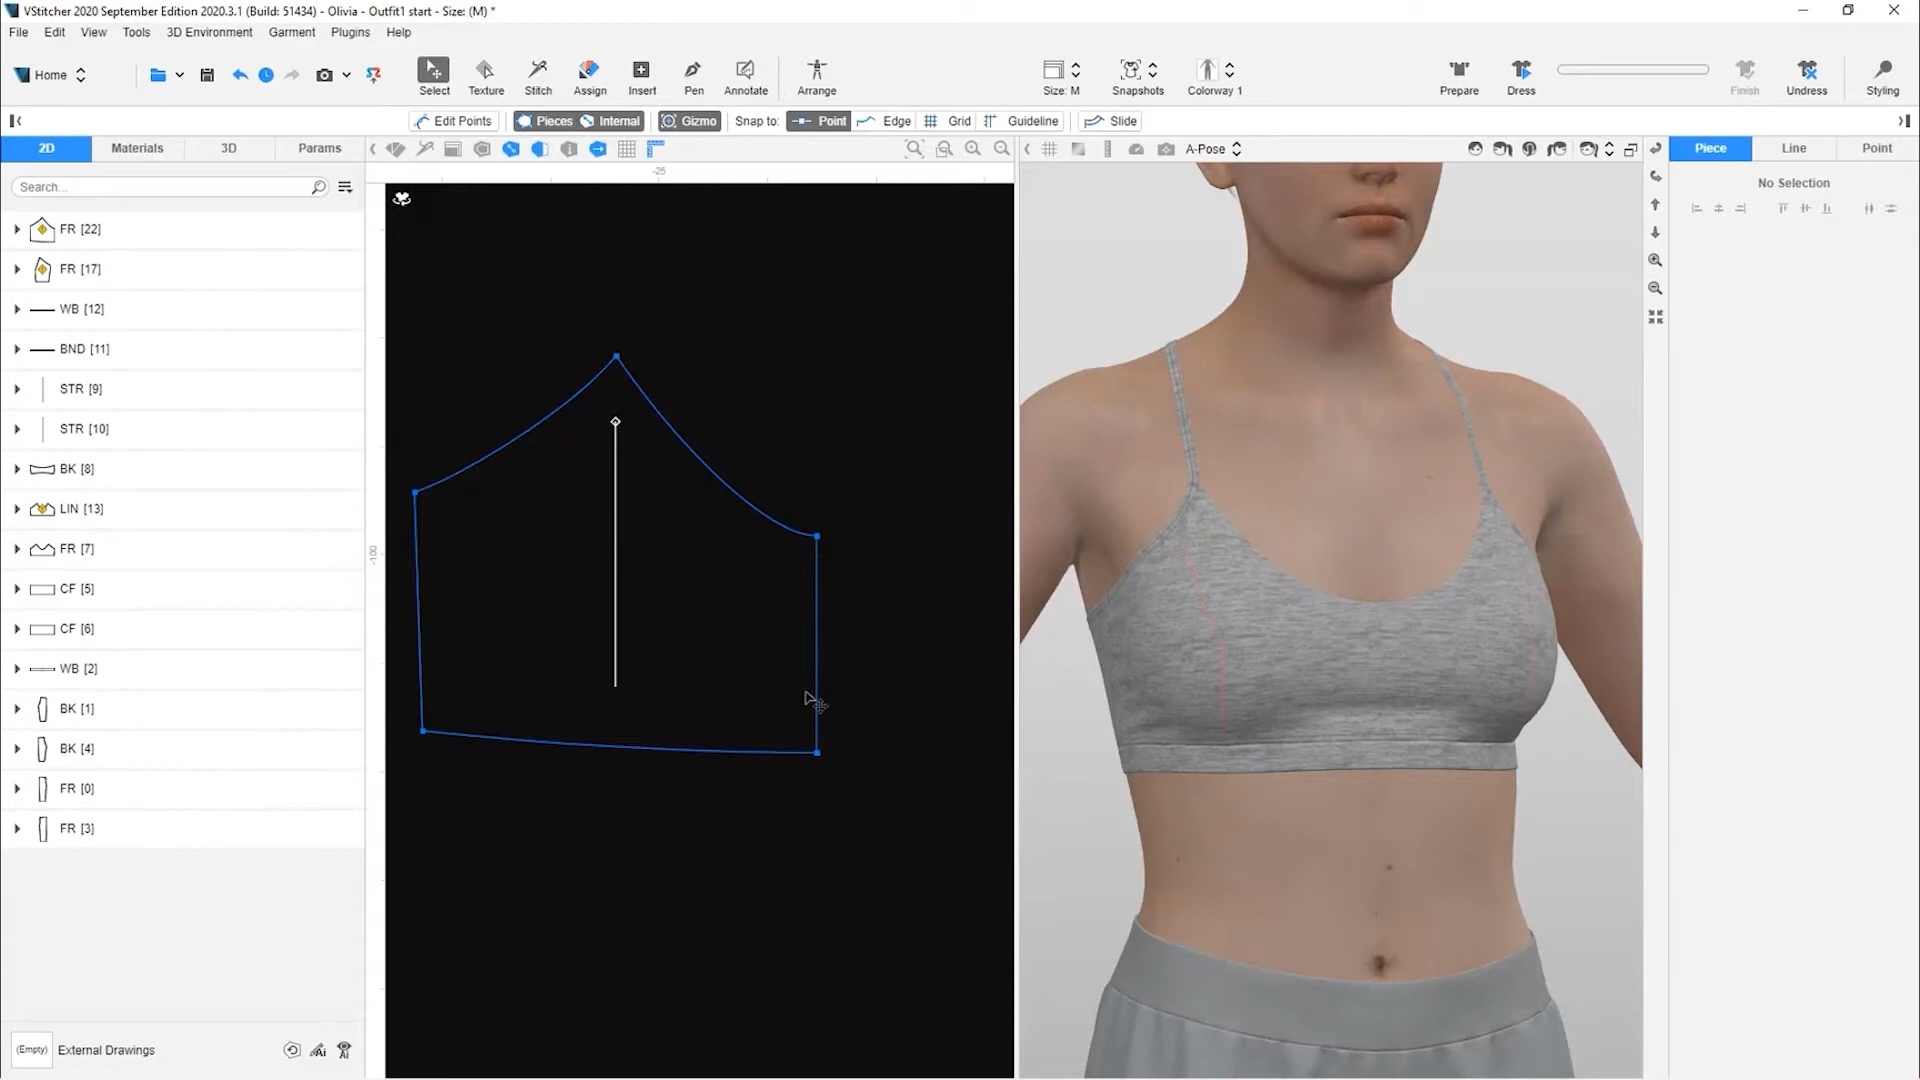 VStitcher 2020 September Edition 2020.3.1 (Build: 51434) - Olivia - Outfit1 start - Size: (M) *
File Edit View Tools 3D Environment Garment Plugins Help
Home Select Texture Stitch Assign Insert Pen Annotate Arrange Size: M Snapshots Colorway 1 Prepare Dress Finish Undress Styling
Edit Points Pieces Internal Gizmo Snap to: Point Edge Grid Guideline Slide
2D Materials 3D Params A-Pose Piece Line Point
-25
No Selection
Search...
FR [22]
FR [17]
WB [12]
BND [11]
STR [9]
STR [10]
BK [8]
LIN [13]
FR [7]
-100
CF [5]
CF [6]
WB [2]
BK [1]
BK [4]
FR [0]
FR [3]
(Empty) External Drawings Ai Ai